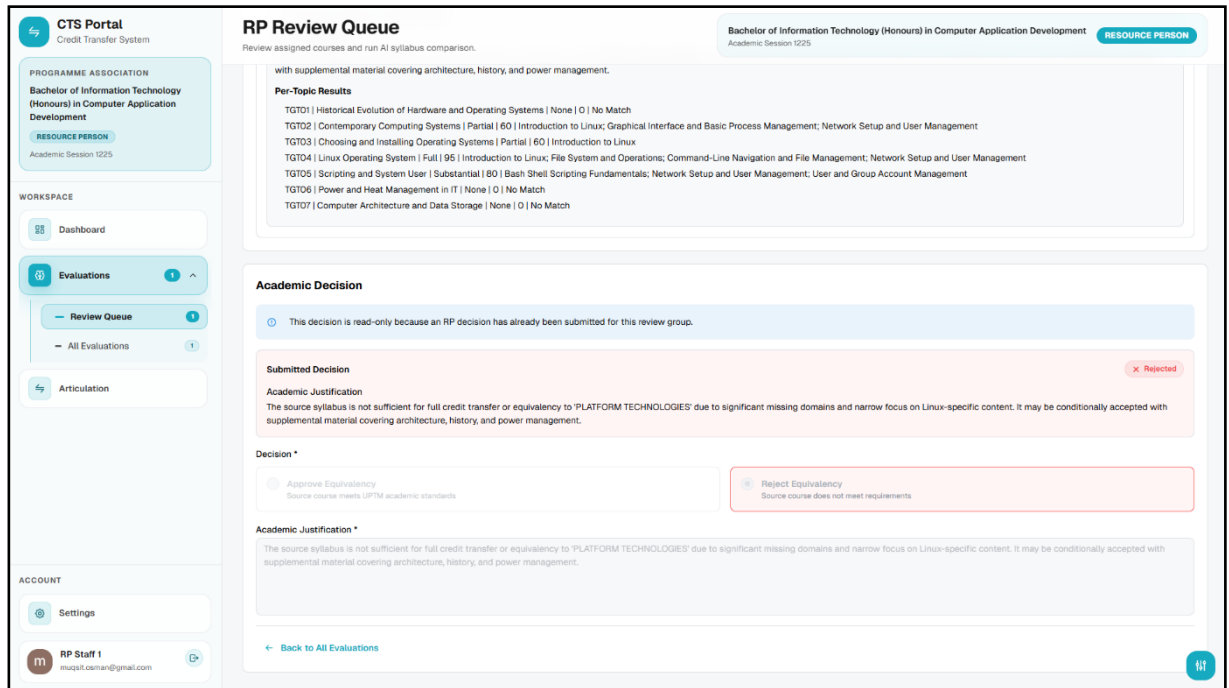 CTS Portal
Credit Transfer System
PROGRAMME ASSOCIATION
Bachelor of Information Technology
(Honours) in Computer Application
Development
RESOURCE PERSON
Academic Session 1225
WORKSPACE
Dashboard
Evaluations 1
Review Queue 1
All Evaluations 1
Articulation
ACCOUNT
Settings
m
RP Staff 1
muqsit.osman@gmail.com
RP Review Queue
Review assigned courses and run AI syllabus comparison.
Bachelor of Information Technology (Honours) in Computer Application Development
Academic Session 1225
RESOURCE PERSON
with supplemental material covering architecture, history, and power management.
Per-Topic Results
TGT01 | Historical Evolution of Hardware and Operating Systems | None | 0 | No Match
TGT02 | Contemporary Computing Systems | Partial | 60 | Introduction to Linux; Graphical Interface and Basic Process Management; Network Setup and User Management
TGT03 | Choosing and Installing Operating Systems | Partial | 60 | Introduction to Linux
TGT04 | Linux Operating System | Full | 95 | Introduction to Linux; File System and Operations; Command-Line Navigation and File Management; Network Setup and User Management
TGT05 | Scripting and System User | Substantial | 80 | Bash Shell Scripting Fundamentals; Network Setup and User Management; User and Group Account Management
TGT06 | Power and Heat Management in IT | None | 0 | No Match
TGT07 | Computer Architecture and Data Storage | None | 0 | No Match
Academic Decision
This decision is read-only because an RP decision has already been submitted for this review group.
Submitted Decision
× Rejected
Academic Justification
The source syllabus is not sufficient for full credit transfer or equivalency to 'PLATFORM TECHNOLOGIES' due to significant missing domains and narrow focus on Linux-specific content. It may be conditionally accepted with
supplemental material covering architecture, history, and power management.
Decision *
Approve Equivalency
Source course meets UPTM academic standards
Reject Equivalency
Source course does not meet requirements
Academic Justification *
The source syllabus is not sufficient for full credit transfer or equivalency to 'PLATFORM TECHNOLOGIES' due to significant missing domains and narrow focus on Linux-specific content. It may be conditionally accepted with
supplemental material covering architecture, history, and power management.
← Back to All Evaluations